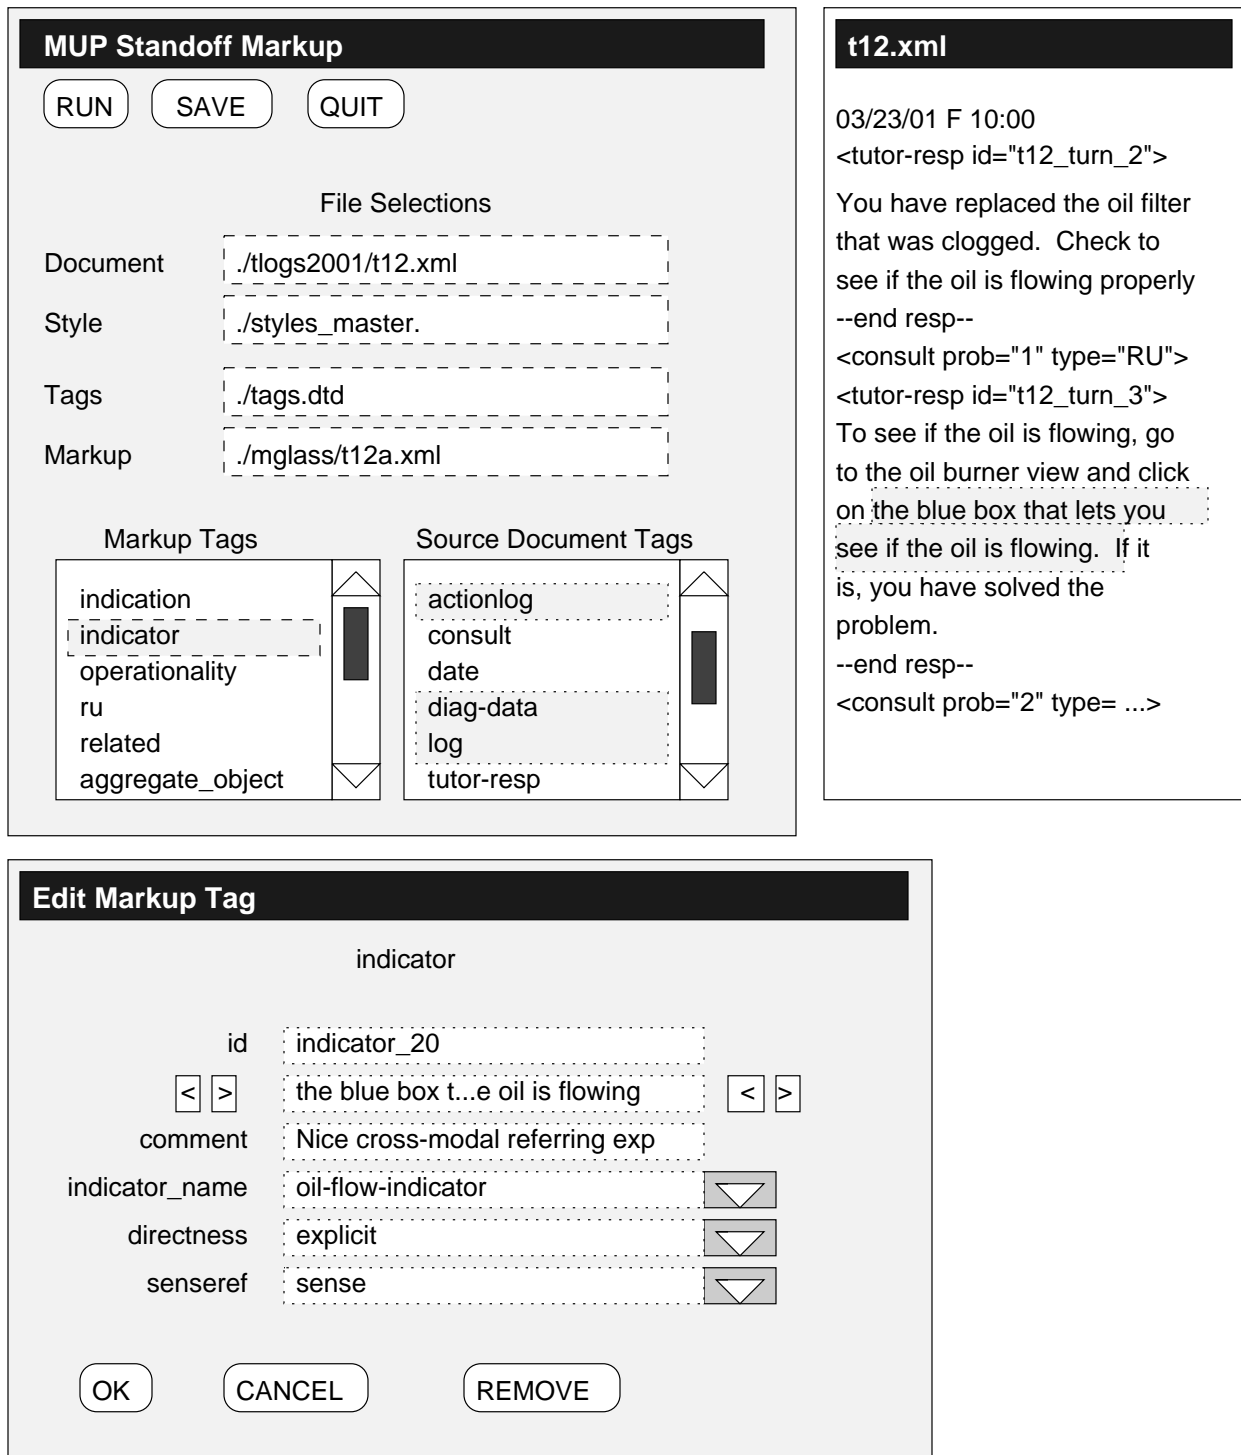 MUP Standoff Markup
RUN SAVE QUIT
File Selections
Document ./tlogs2001/t12.xml
Style ./styles_master.
Tags ./tags.dtd
Markup ./mglass/t12a.xml
Markup Tags
indication
indicator
operationality
ru
related
aggregate_object
Source Document Tags
actionlog
consult
date
diag-data
log
tutor-resp
t12.xml
03/23/01 F 10:00
<tutor-resp id="t12_turn_2">
You have replaced the oil filter
that was clogged.  Check to
see if the oil is flowing properly
--end resp--
<consult prob="1" type="RU">
<tutor-resp id="t12_turn_3">
To see if the oil is flowing, go
to the oil burner view and click
on the blue box that lets you
see if the oil is flowing.  If it
is, you have solved the
problem.
--end resp--
<consult prob="2" type= ...>
Edit Markup Tag
indicator
id indicator_20
< > the blue box t...e oil is flowing < >
comment Nice cross-modal referring exp
indicator_name oil-flow-indicator
directness explicit
senseref sense
OK CANCEL REMOVE